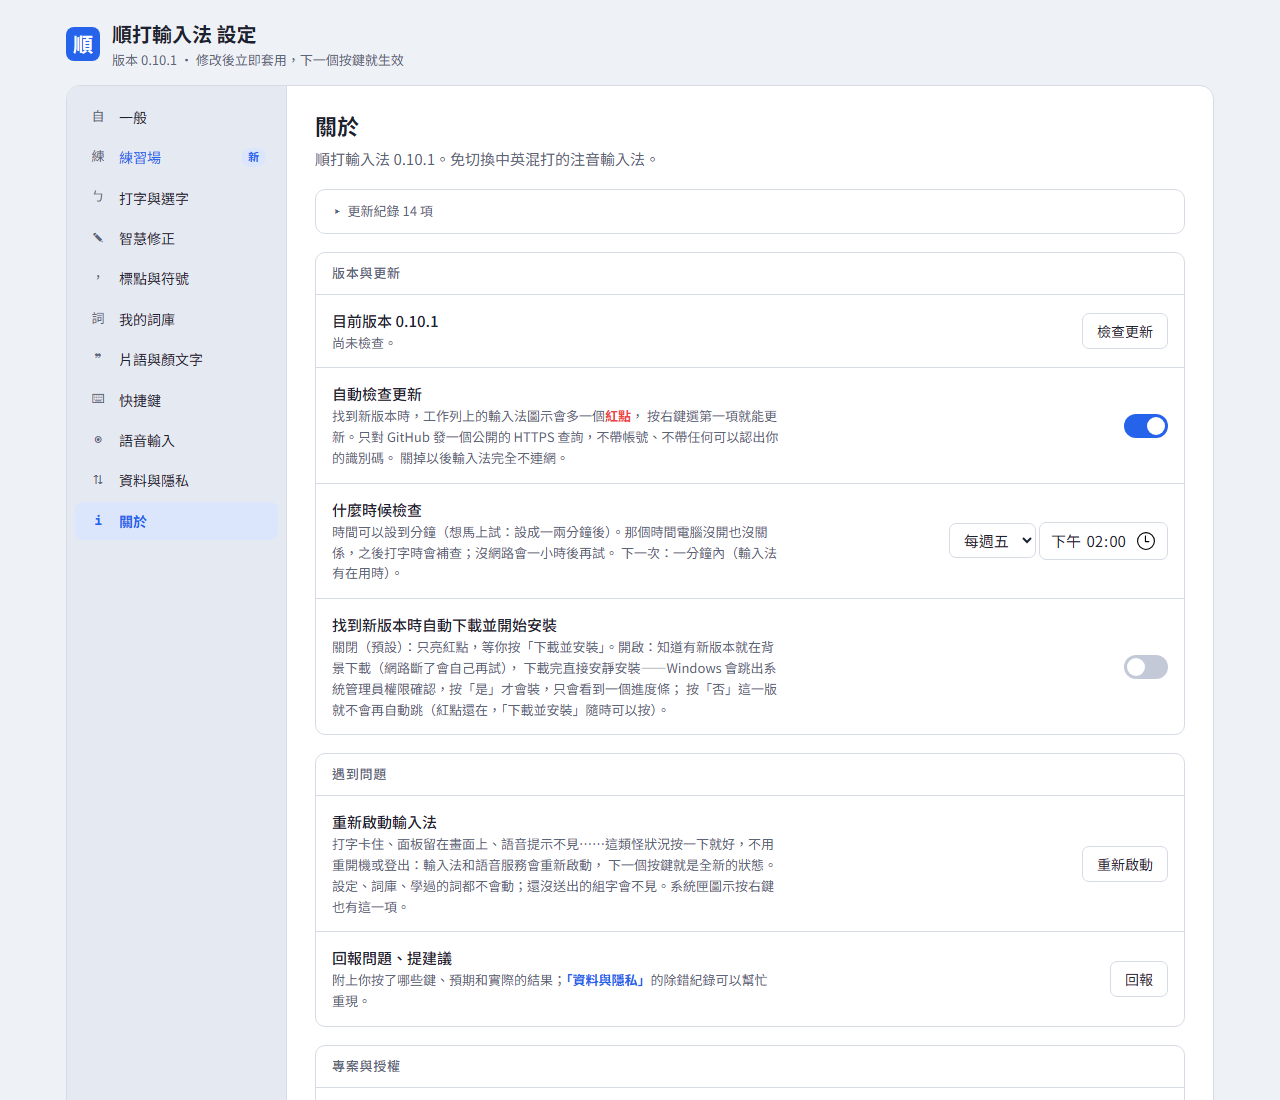 順
順打輸入法 設定
版本 0.10.1 · 修改後立即套用，下一個按鍵就生效
自 一般
練 練習場 新
ㄅ 打字與選字
智慧修正
， 標點與符號
詞 我的詞庫
” 片語與顏文字
快捷鍵
語音輸入
⇅ 資料與隱私
i 關於
關於
順打輸入法 0.10.1。免切換中英混打的注音輸入法。
▸ 更新紀錄 14 項
版本與更新
目前版本 0.10.1
尚未檢查。
檢查更新
自動檢查更新
找到新版本時，工作列上的輸入法圖示會多一個紅點， 按右鍵選第一項就能更
新。只對 GitHub 發一個公開的 HTTPS 查詢，不帶帳號、不帶任何可以認出你
的識別碼。 關掉以後輸入法完全不連網。
什麼時候檢查
時間可以設到分鐘（想馬上試：設成一兩分鐘後）。那個時間電腦沒開也沒關
係，之後打字時會補查；沒網路會一小時後再試。 下一次：一分鐘內（輸入法
有在用時）。
每週五 下午 02:00
找到新版本時自動下載並開始安裝
關閉（預設）：只亮紅點，等你按「下載並安裝」。開啟：知道有新版本就在背
景下載（網路斷了會自己再試）， 下載完直接安靜安裝——Windows 會跳出系
統管理員權限確認，按「是」才會裝，只會看到一個進度條； 按「否」這一版
就不會再自動跳（紅點還在，「下載並安裝」隨時可以按）。
遇到問題
重新啟動輸入法
打字卡住、面板留在畫面上、語音提示不見⋯⋯這類怪狀況按一下就好，不用
重開機或登出：輸入法和語音服務會重新啟動， 下一個按鍵就是全新的狀態。
設定、詞庫、學過的詞都不會動；還沒送出的組字會不見。系統匣圖示按右鍵
也有這一項。
重新啟動
回報問題、提建議
附上你按了哪些鍵、預期和實際的結果；「資料與隱私」的除錯紀錄可以幫忙
重現。
回報
專案與授權